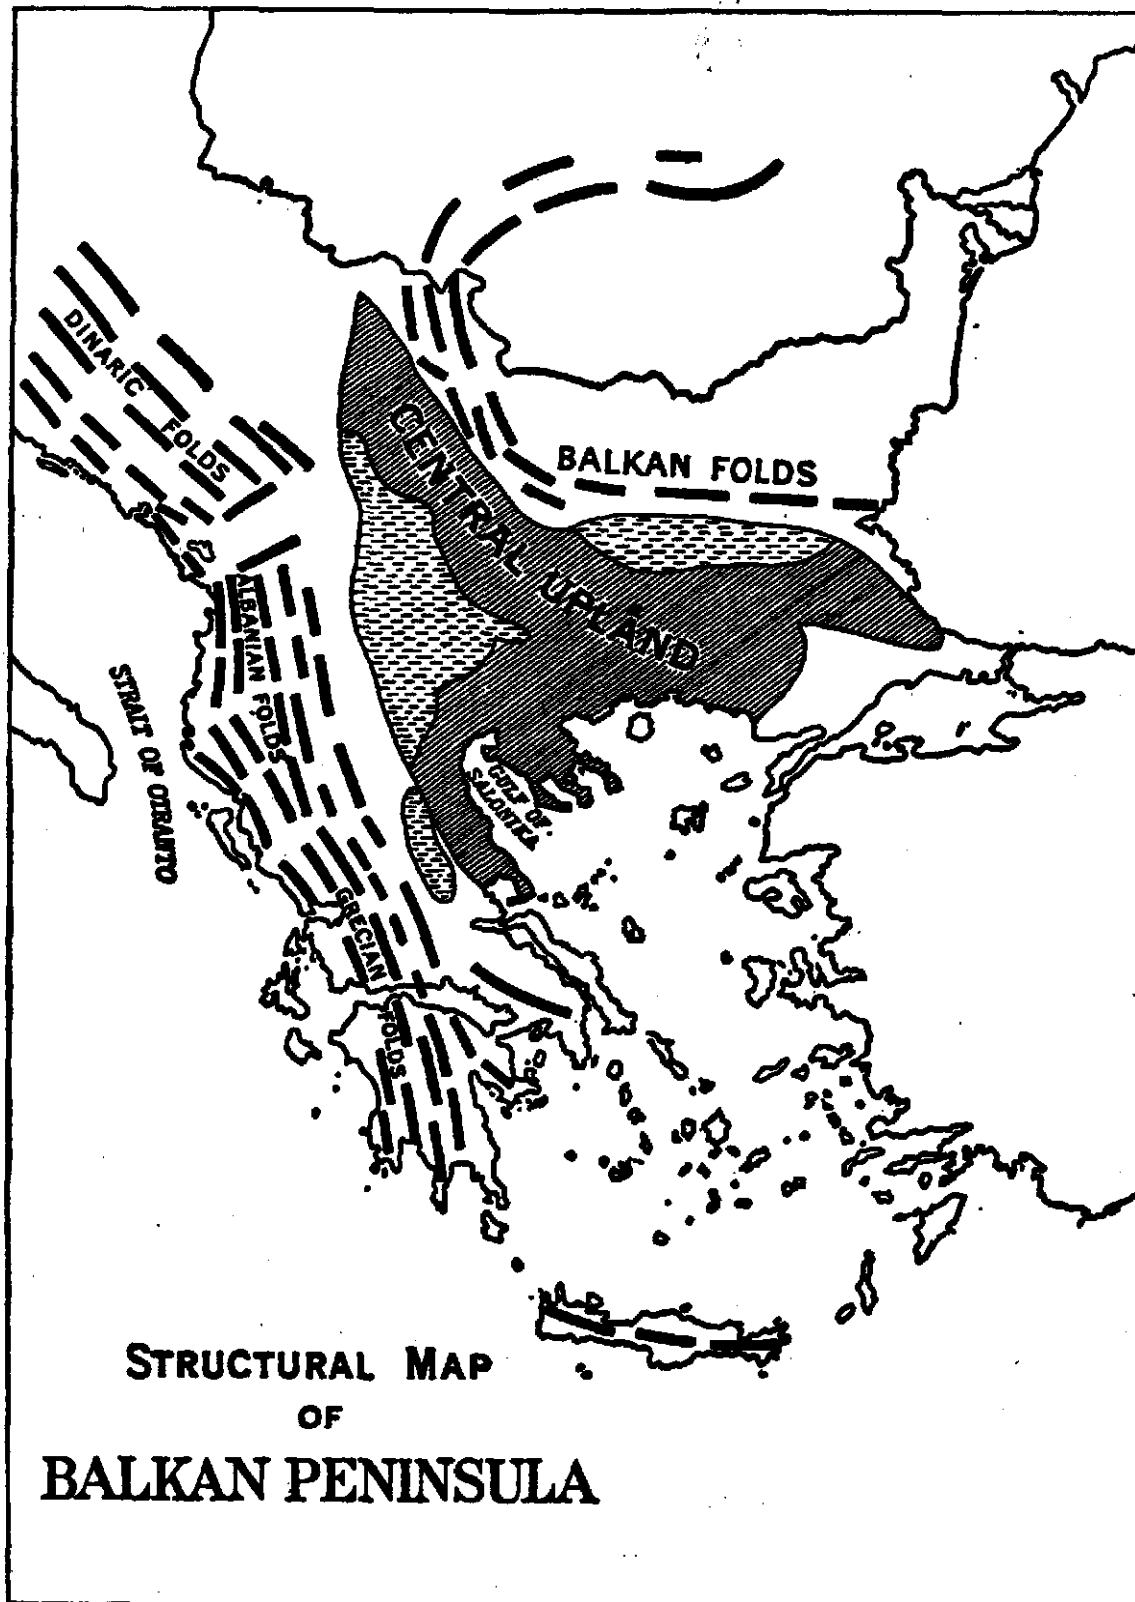 DINARIC
FOLDS
BALKAN FOLDS
CENTRAL UPLAND
ALBANIAN FOLDS
STRAIT OF OTRANTO
GULF OF
SALONIKA
GRECIAN
FOLDS
STRUCTURAL MAP
OF
BALKAN PENINSULA